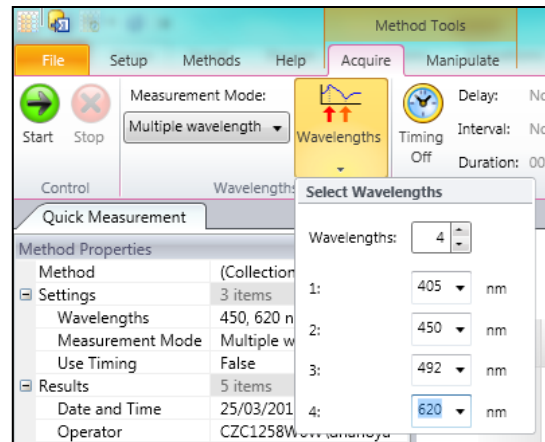 Method Tools
File Setup Methods Help Acquire Manipulate
Start
Stop
Control
Measurement Mode:
Multiple wavelength
Wavelengths
Wavelengths
Timing
Off
Delay:
Interval:
Duration: 00
Select Wavelengths
Wavelengths: 4
1: 405 nm
2: 450 nm
3: 492 nm
4: 620 nm
Quick Measurement
Method Properties
Method (Collection
Settings 3 items
Wavelengths 450, 620 n
Measurement Mode Multiple w
Use Timing False
Results 5 items
Date and Time 25/03/201
Operator